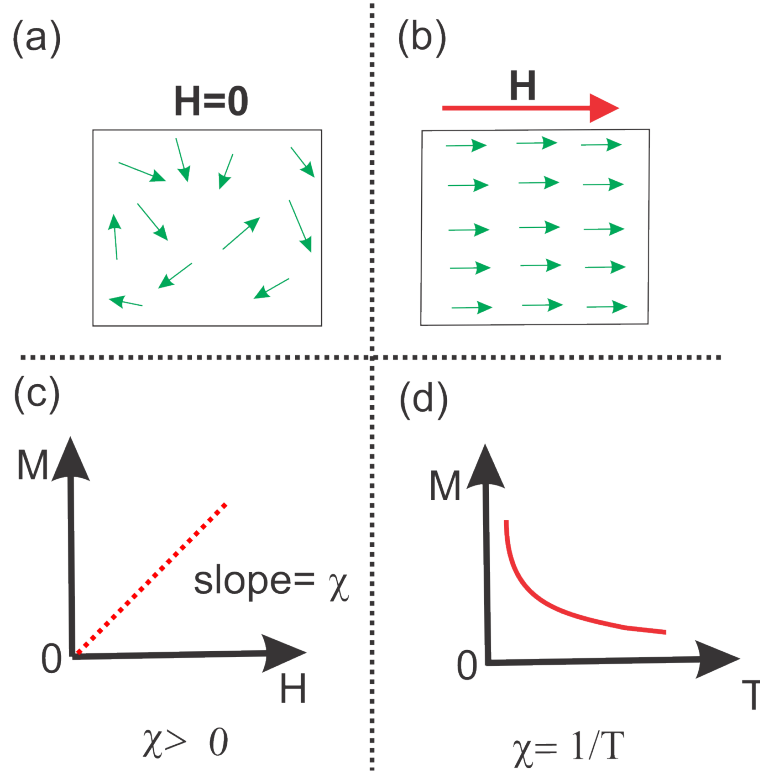 (a)
H=0
(b)
H
(c)
M
slope= χ
0
H
χ> 0
(d)
M
0
T
χ= 1/T